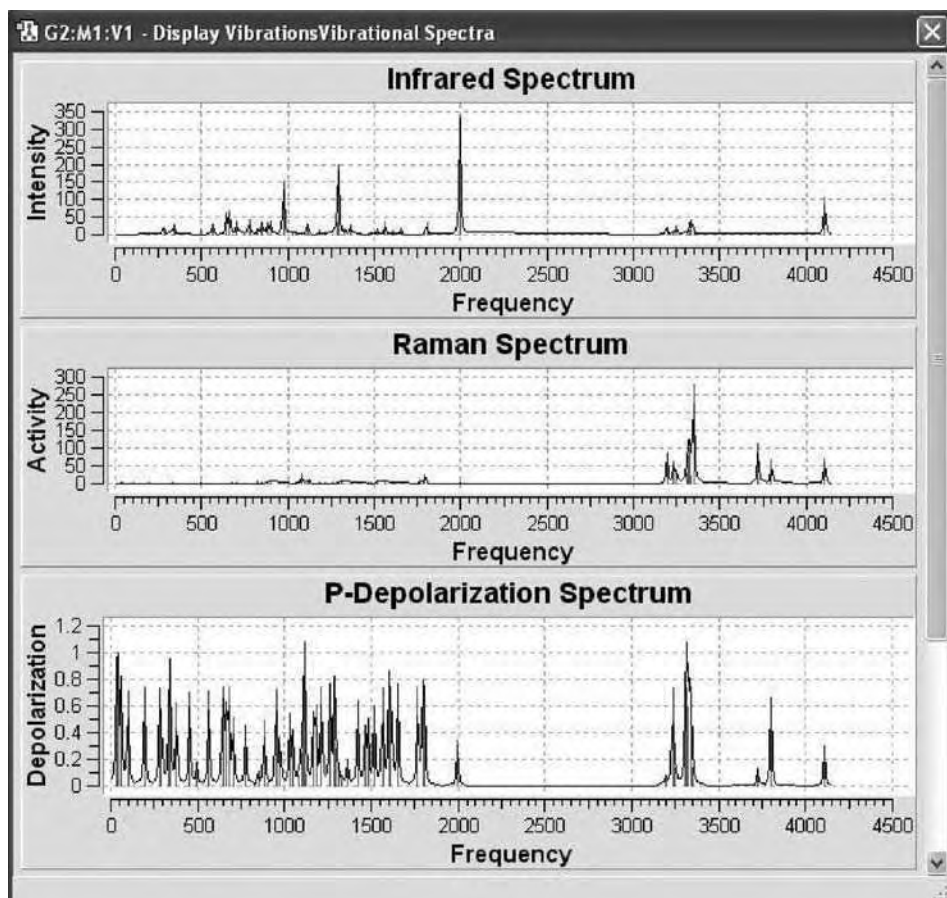 G2:M1:V1 - Display VibrationsVibrational Spectra
Infrared Spectrum
Intensity
350
300
250
200
150
100
50
0
0 500 1000 1500 2000 2500 3000 3500 4000 4500
Frequency
Raman Spectrum
Activity
300
250
200
150
100
50
0
0 500 1000 1500 2000 2500 3000 3500 4000 4500
Frequency
P-Depolarization Spectrum
Depolarization
1.2
1
0.8
0.6
0.4
0.2
0
0 500 1000 1500 2000 2500 3000 3500 4000 4500
Frequency